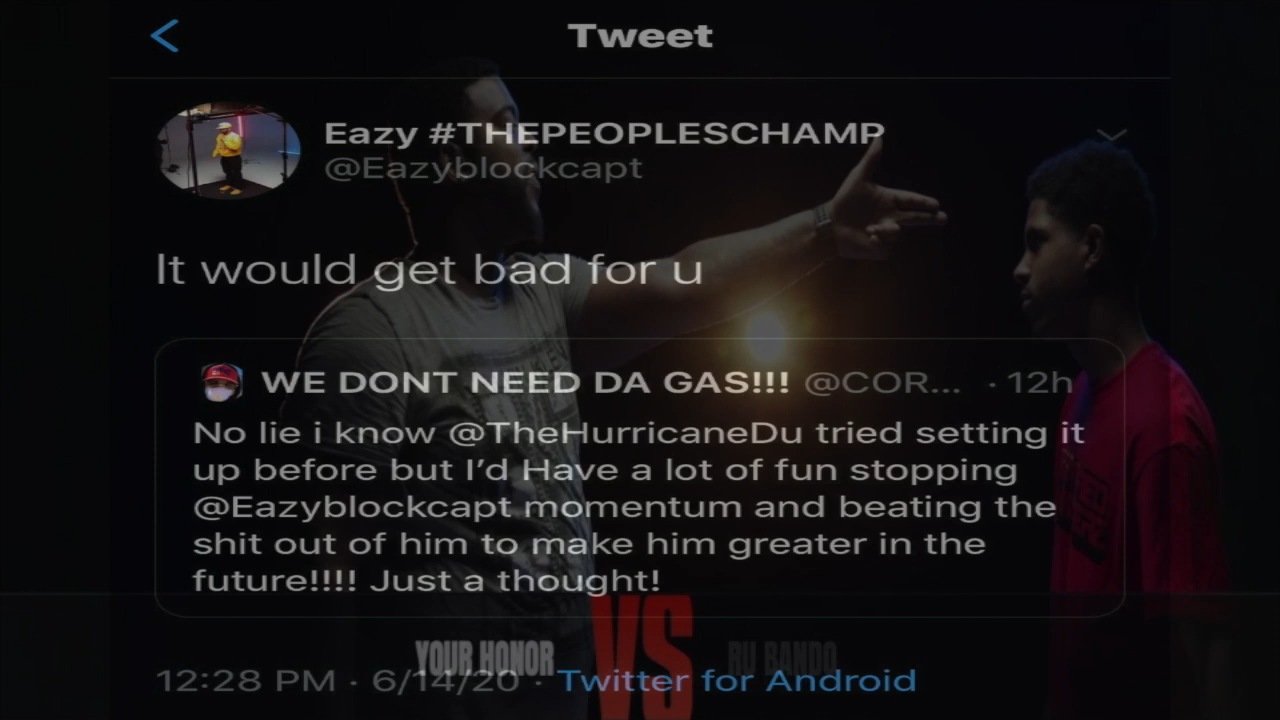 Tweet
Eazy #THEPEOPLESCHAMP
@Eazyblockcapt
It would get bad for u
WE DONT NEED DA GAS!!! @COR... · 12h
No lie i know @TheHurricaneDu tried setting it
up before but I’d Have a lot of fun stopping
@Eazyblockcapt momentum and beating the
shit out of him to make him greater in the
future!!!! Just a thought!
YOUR HONOR VS RU BANDO
12:28 PM · 6/14/20 · Twitter for Android